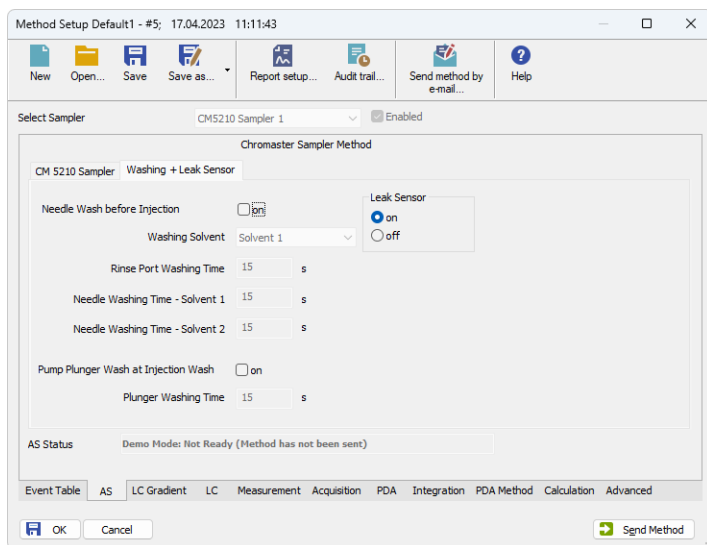 Method Setup Default1 - #5; 17.04.2023 11:11:43
New Open... Save Save as... Report setup... Audit trail... Send method by e-mail... Help
Select Sampler CM5210 Sampler 1 Enabled
Chromaster Sampler Method
CM 5210 Sampler Washing + Leak Sensor
Leak Sensor
Needle Wash before Injection on on
Washing Solvent Solvent 1 off
Rinse Port Washing Time 15 s
Needle Washing Time - Solvent 1 15 s
Needle Washing Time - Solvent 2 15 s
Pump Plunger Wash at Injection Wash on
Plunger Washing Time 15 s
AS Status Demo Mode: Not Ready (Method has not been sent)
Event Table AS LC Gradient LC Measurement Acquisition PDA Integration PDA Method Calculation Advanced
OK Cancel Send Method